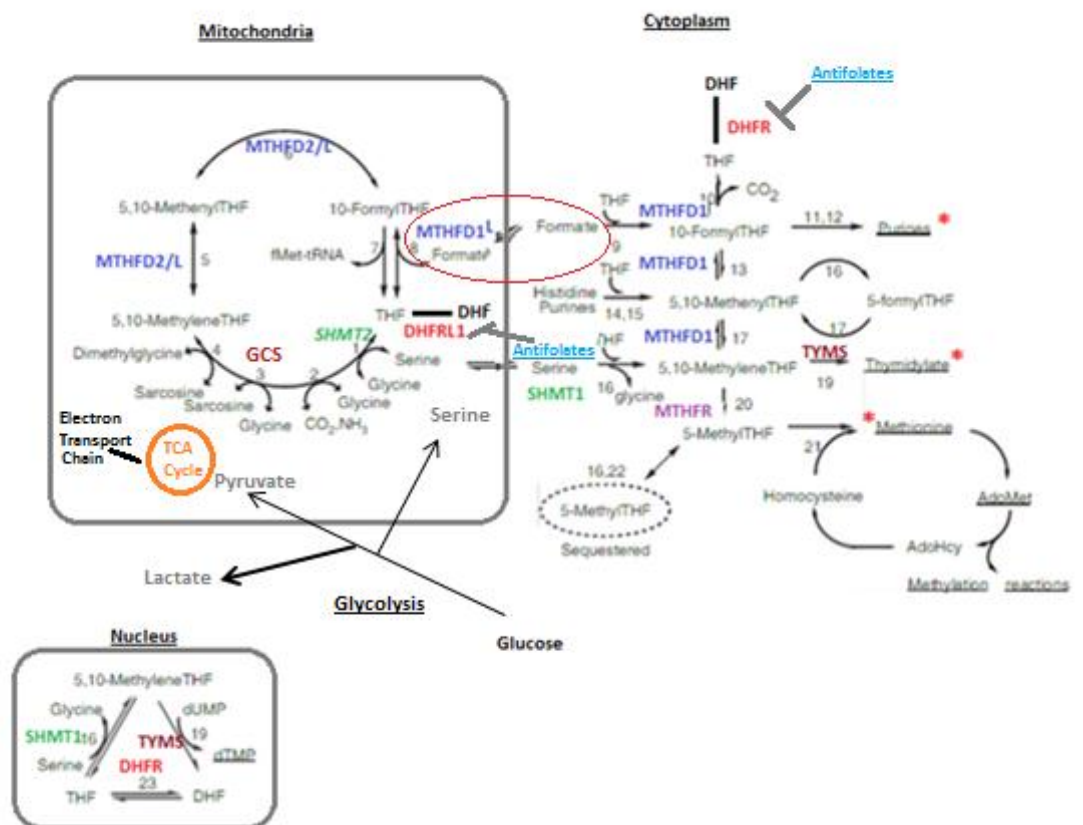 Mitochondria
Cytoplasm
DHF
Antifolates
DHFR
THF
MTHFD2/L
6
5,10-MethenylTHF
10-FormylTHF
MTHFD2/L
5
fMet-tRNA
7
8
MTHFD1L
Formate
Formate
THF
9
MTHFD1
10
CO2
10-FormylTHF
11,12
Purines *
MTHFD1
13
THF
Histidine
Purines
14,15
5,10-MethenylTHF
16
5-formylTHF
17
5,10-MethyleneTHF
THF
DHf
SHMT2
DHFRL1
Antifolates
MTHFD1
17
Dimethylglycine
4
GCS
1
Serine
Serine
THF
16
glycine
SHMT1
5,10-MethyleneTHF
TYMS
19
Thymidylate *
Sarcosine
3
2
Glycine
Sarcosine
Glycine
Glycine
CO2,NH3
Serine
MTHFR
20
5-MethylTHF
21
* Methionine
Electron
Transport
Chain
TCA
Cycle
Pyruvate
16,22
5-MethylTHF
Sequestered
Homocysteine
AdoMet
AdoHcy
Methylation reactions
Lactate
Glycolysis
Glucose
Nucleus
5,10-MethyleneTHF
Glycine
dUMP
SHMT1
16
TYMS
19
dTMP
Serine
DHFR
23
THF
DHF